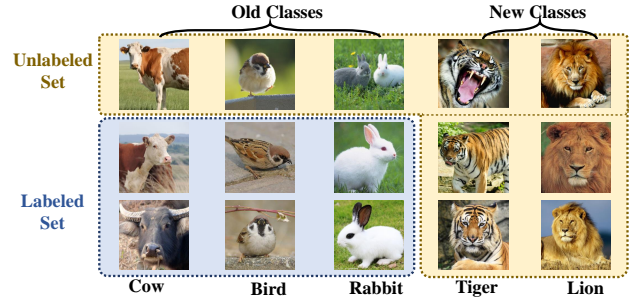 Old Classes
New Classes
Unlabeled
Set
Labeled
Set
Cow
Bird
Rabbit
Tiger
Lion